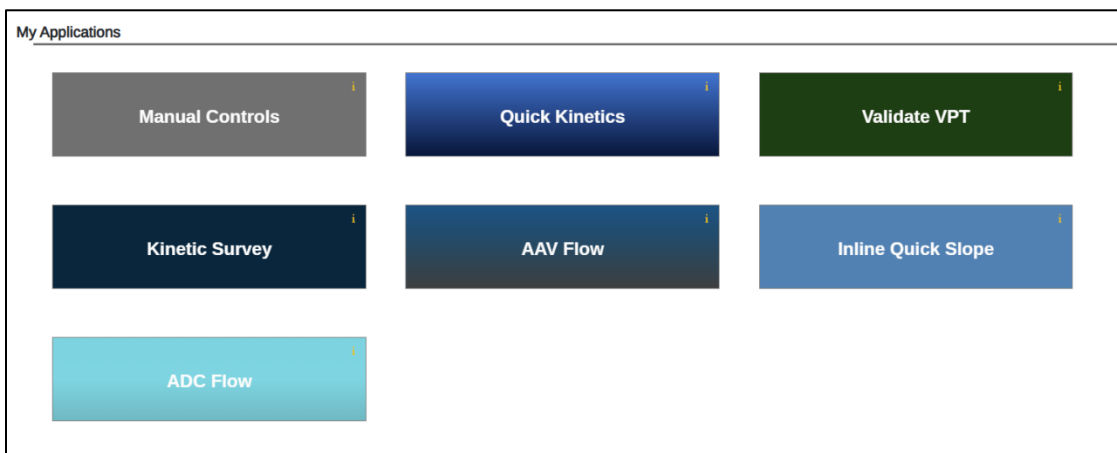 My Applications
i
i
i
Manual Controls
Quick Kinetics
Validate VPT
i
i
i
Kinetic Survey
AAV Flow
Inline Quick Slope
i
ADC Flow